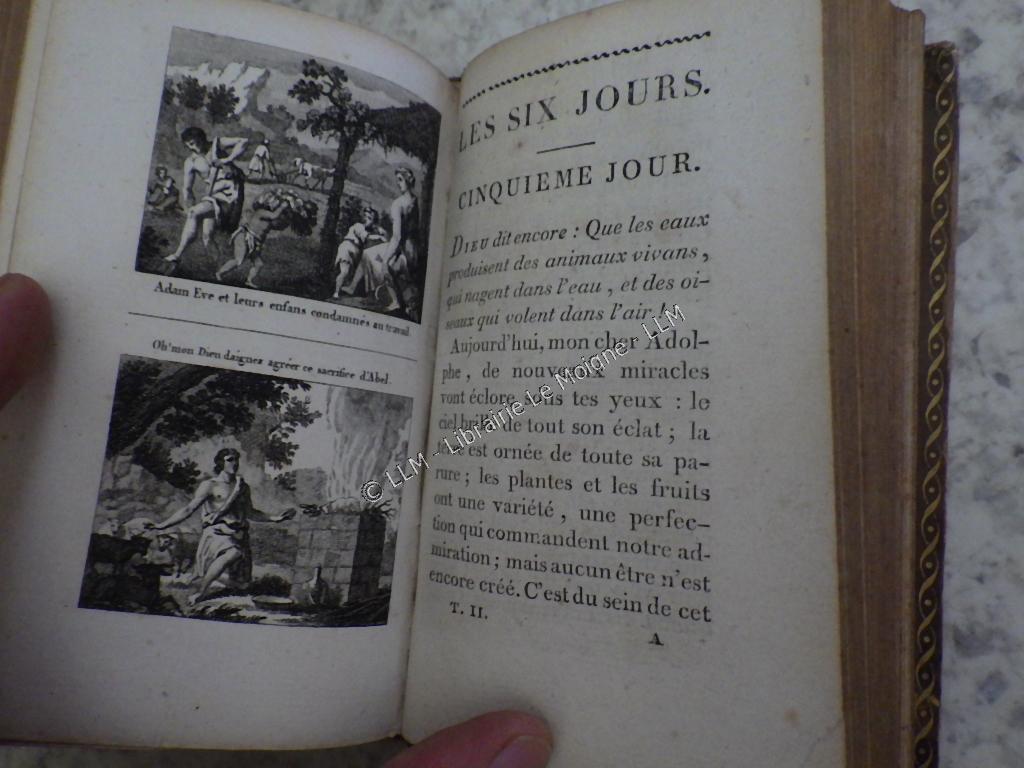 Adam Eve et leurs enfans condamnés au travail.
Oh! mon Dieu daignez agréer ce sacrifice d'Abel.
LES SIX JOURS.
CINQUIEME JOUR.
DIEU dit encore : Que les eaux
produisent des animaux vivans,
qui nagent dans l'eau, et des oi-
seaux qui volent dans l'air !
Aujourd'hui, mon cher Adol-
phe, de nouveaux miracles
vont éclore sous tes yeux : le
ciel brille de tout son éclat ; la
terre est ornée de toute sa pa-
rure ; les plantes et les fruits
ont une variété, une perfec-
tion qui commandent notre ad-
miration ; mais aucun être n'est
encore créé. C'est du sein de cet
T. II.
A
© LLM - Librairie Le Moigne - LLM